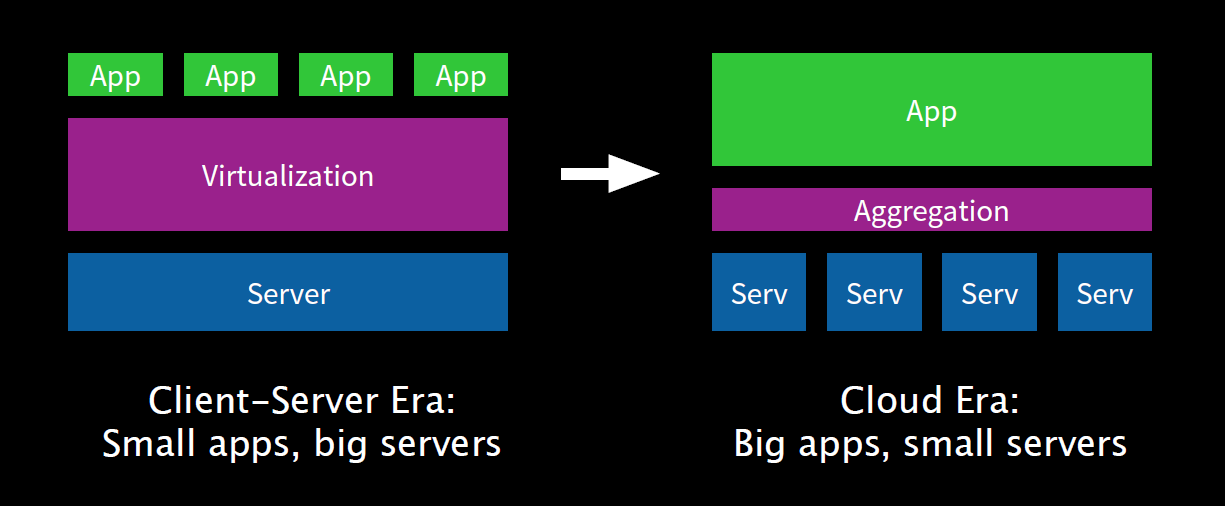 App App App App
Virtualization
Server
Client-Server Era:
Small apps, big servers
App
Aggregation
Serv Serv Serv Serv
Cloud Era:
Big apps, small servers